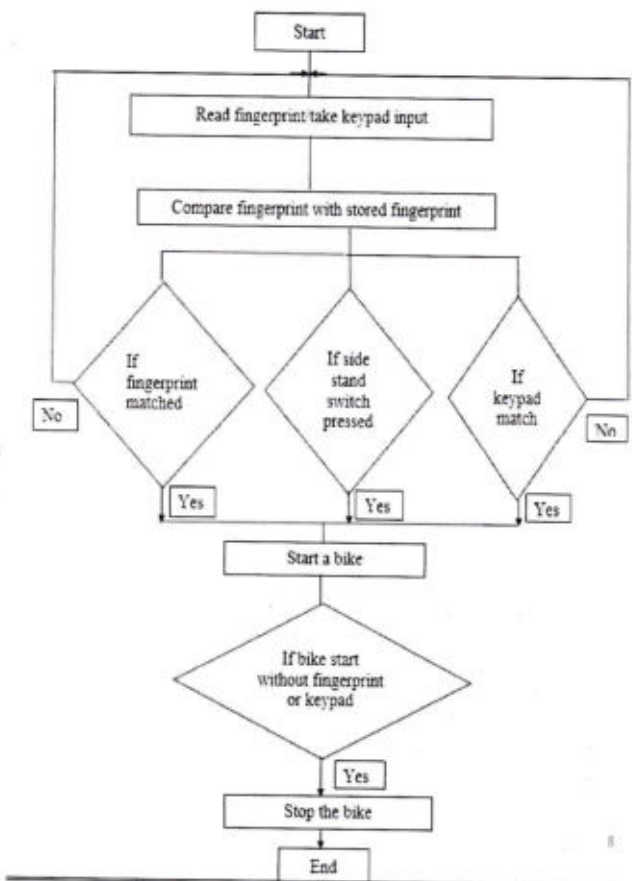 Start
Read fingerprint/take keypad input
Compare fingerprint with stored fingerprint
If
fingerprint
matched
If side
stand
switch
pressed
If
keypad
match
No
No
Yes
Yes
Yes
Start a bike
If bike start
without fingerprint
or keypad
Yes
Stop the bike
End
8